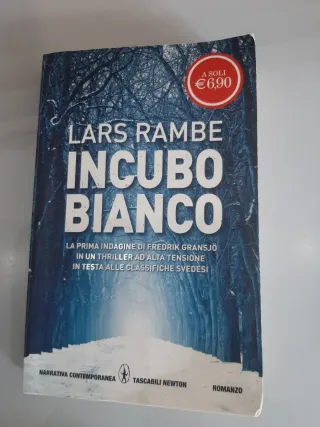 A SOLI
€6,90
LARS RAMBE
INCUBO
BIANCO
LA PRIMA INDAGINE DI FREDRIK GRANSJÖ
IN UN THRILLER AD ALTA TENSIONE
IN TESTA ALLE CLASSIFICHE SVEDESI
NARRATIVA CONTEMPORANEA TASCABILI NEWTON ROMANZO